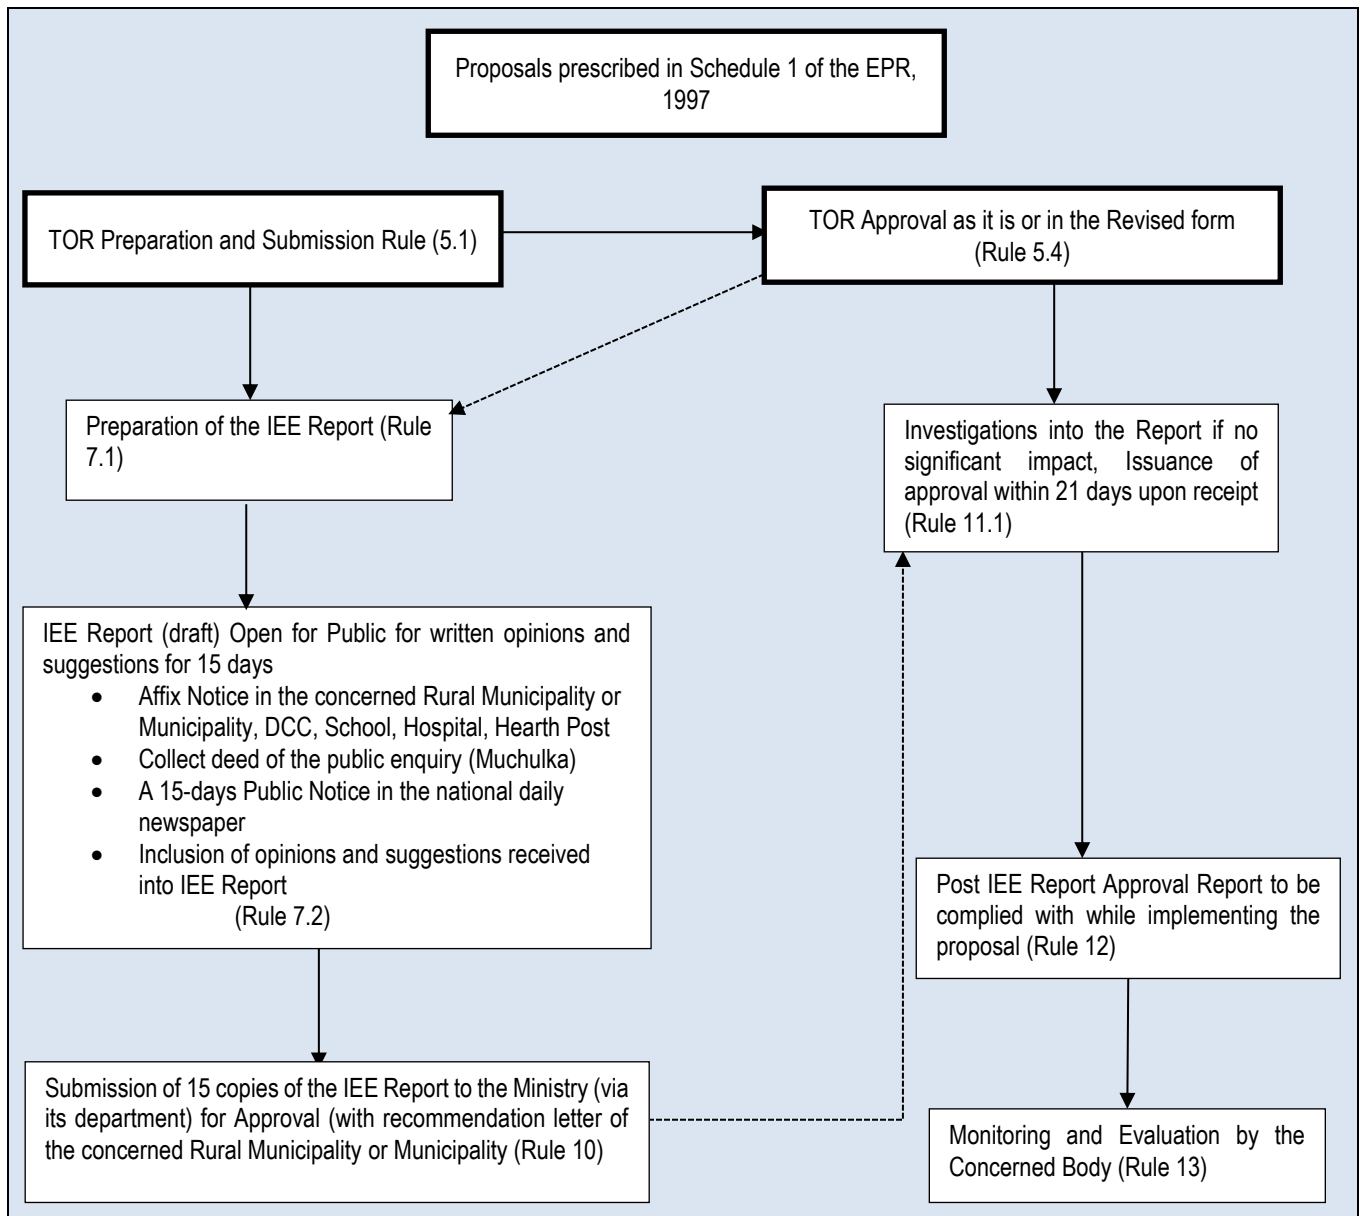 Proposals prescribed in Schedule 1 of the EPR,
1997
TOR Preparation and Submission Rule (5.1)
TOR Approval as it is or in the Revised form
(Rule 5.4)
Preparation of the IEE Report (Rule
7.1)
Investigations into the Report if no
significant impact, Issuance of
approval within 21 days upon receipt
(Rule 11.1)
IEE Report (draft) Open for Public for written opinions and
suggestions for 15 days
• Affix Notice in the concerned Rural Municipality or
Municipality, DCC, School, Hospital, Hearth Post
• Collect deed of the public enquiry (Muchulka)
• A 15-days Public Notice in the national daily
newspaper
• Inclusion of opinions and suggestions received
into IEE Report
(Rule 7.2)
Post IEE Report Approval Report to be
complied with while implementing the
proposal (Rule 12)
Submission of 15 copies of the IEE Report to the Ministry (via
its department) for Approval (with recommendation letter of
the concerned Rural Municipality or Municipality (Rule 10)
Monitoring and Evaluation by the
Concerned Body (Rule 13)